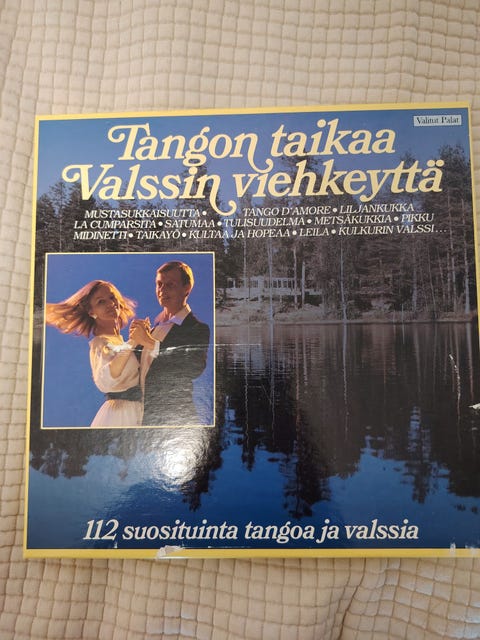 Valitut Palat
Tangon taikaa
Valssin viehkeyttä
MUSTASUKKAISUUTTA • TANGO D'AMORE • LILJANKUKKA
LA CUMPARSITA • SATUMAA • TULISUUDELMA • METSÄKUKKIA • PIKKU
MIDINETTI • TAIKAYÖ • KULTAA JA HOPEAA • LEILA • KULKURIN VALSSI...
112 suosituinta tangoa ja valssia